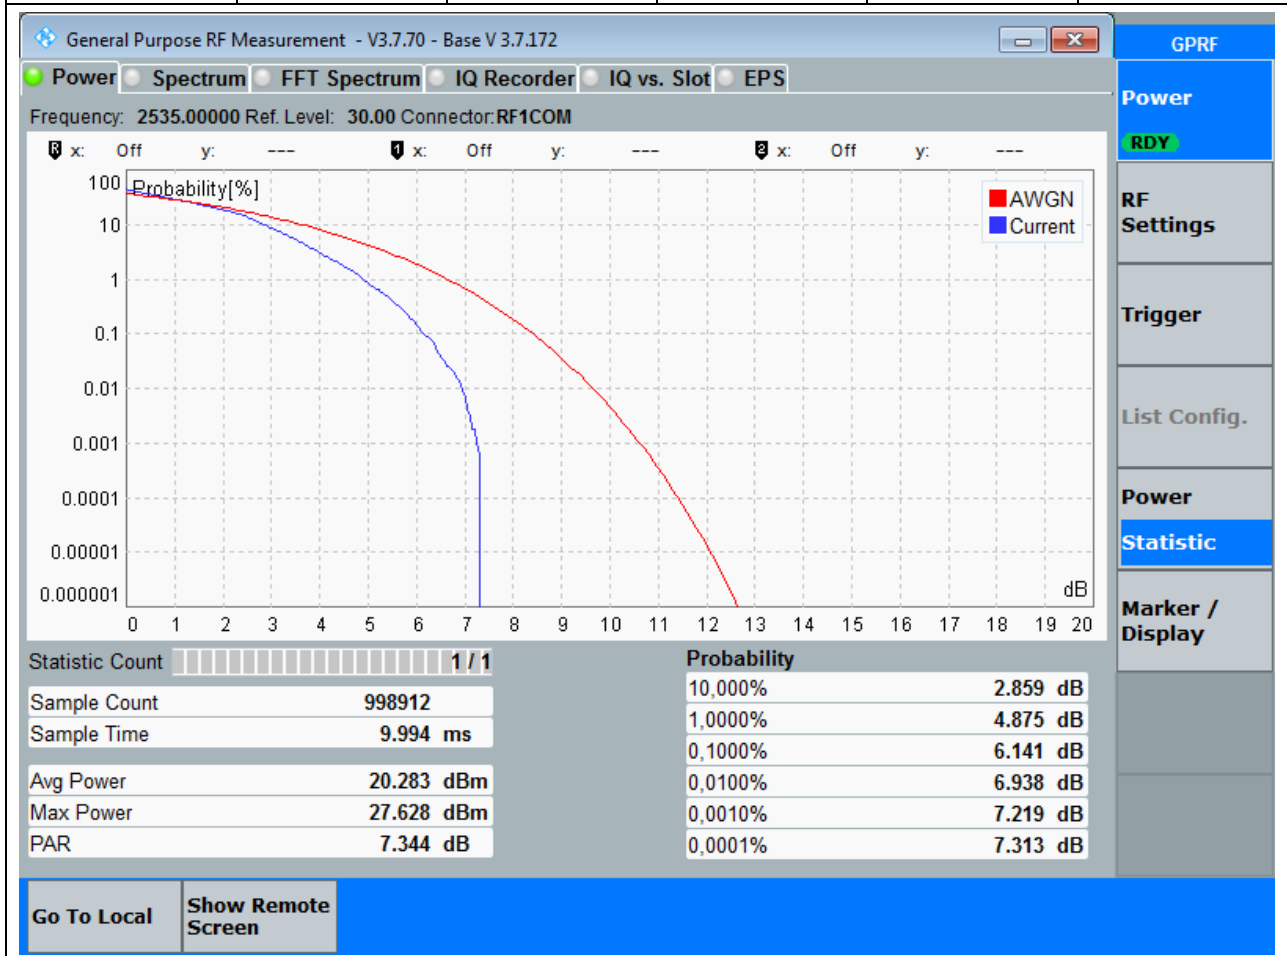 General Purpose RF Measurement - V3.7.70 - Base V 3.7.172
GPRF
Power Spectrum FFT Spectrum IQ Recorder IQ vs. Slot EPS
Frequency: 2535.00000 Ref. Level: 30.00 Connector:RF1COM
R x: Off y: --- 1 x: Off y: --- 2 x: Off y: ---
Probability[%]
100
10
1
0.1
0.01
0.001
0.0001
0.00001
0.000001
AWGN
Current
dB
0 1 2 3 4 5 6 7 8 9 10 11 12 13 14 15 16 17 18 19 20
Statistic Count 1 / 1
Sample Count 998912
Sample Time 9.994 ms
Avg Power 20.283 dBm
Max Power 27.628 dBm
PAR 7.344 dB
Probability
10,000% 2.859 dB
1,0000% 4.875 dB
0,1000% 6.141 dB
0,0100% 6.938 dB
0,0010% 7.219 dB
0,0001% 7.313 dB
Power
RDY
RF
Settings
Trigger
List Config.
Power
Statistic
Marker /
Display
Go To Local
Show Remote
Screen